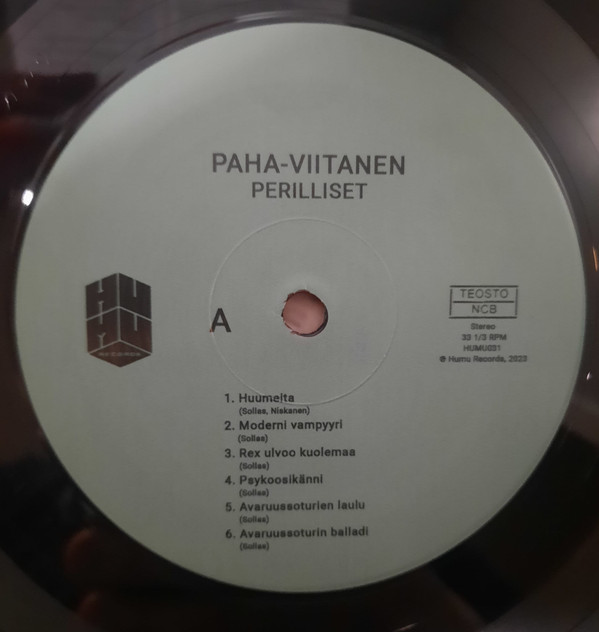 PAHA-VIITANEN
PERILLISET
HUMU
A
TEOSTO
NCB
Stereo
33 1/3 RPM
HUMU031
℗ Humu Records, 2023
1. Huumeita
(Sollas, Niskanen)
2. Moderni vampyyri
(Sollas)
3. Rex ulvoo kuolemaa
(Sollas)
4. Psykoosikänni
(Sollas)
5. Avaruussoturien laulu
(Sollas)
6. Avaruussoturin balladi
(Sollas)